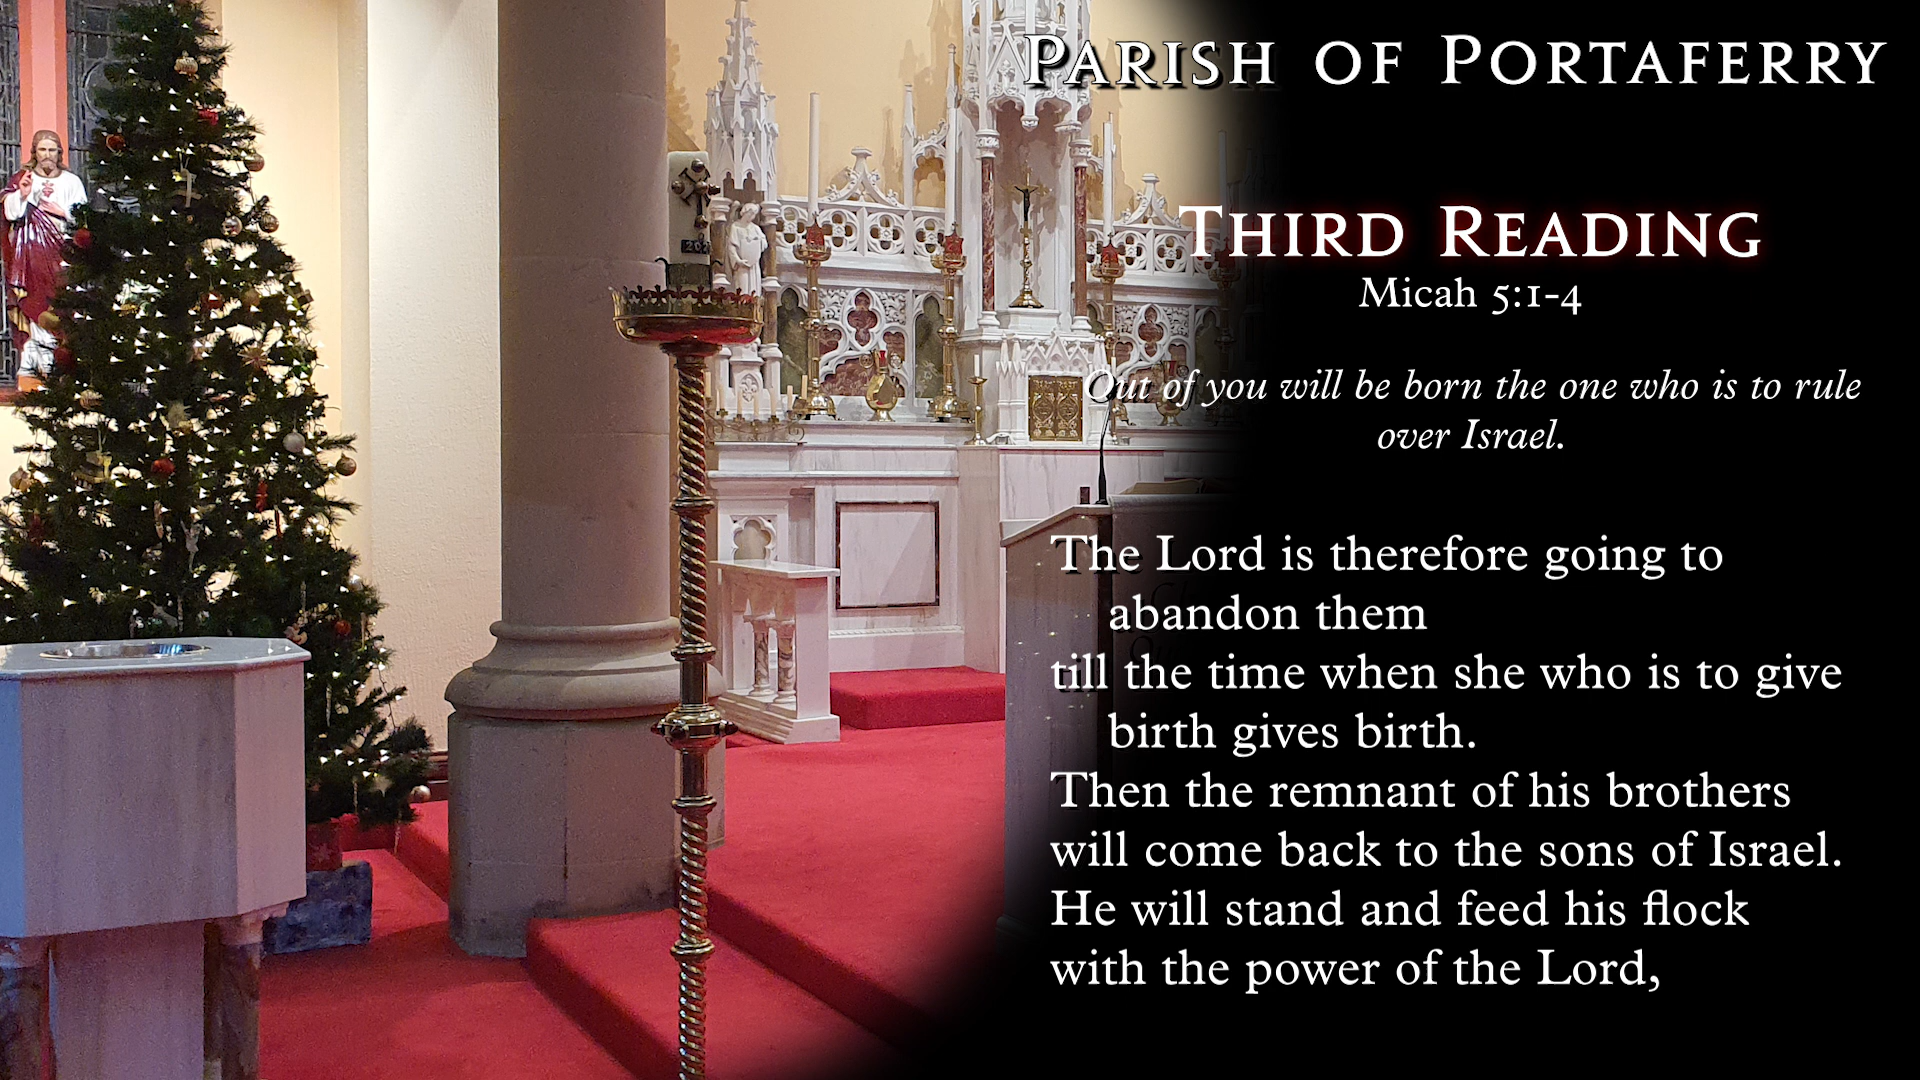 Parish of Portaferry
Third Reading
Micah 5:1-4
Out of you will be born the one who is to rule
over Israel.
The Lord is therefore going to
abandon them
till the time when she who is to give
birth gives birth.
Then the remnant of his brothers
will come back to the sons of Israel.
He will stand and feed his flock
with the power of the Lord,